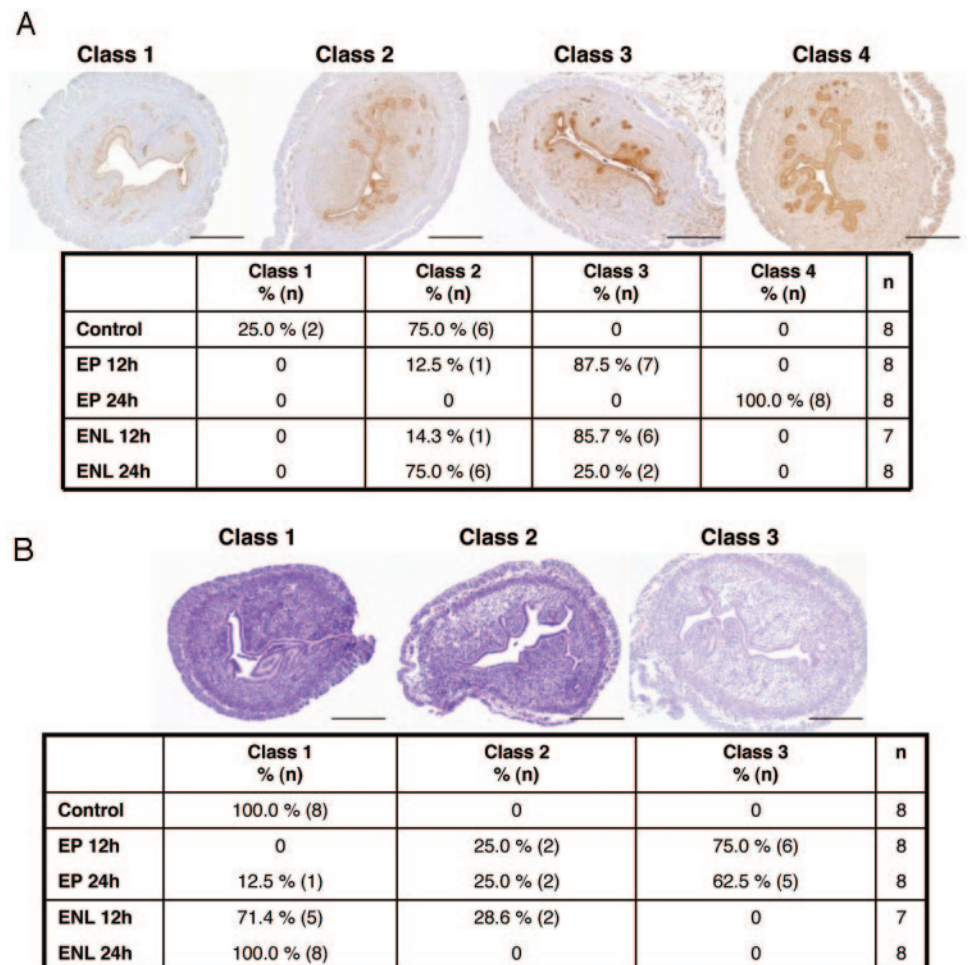 A
Class 1 Class 2 Class 3 Class 4
Class 1 Class 2 Class 3 Class 4 n
% (n) % (n) % (n) % (n)
Control 25.0 % (2) 75.0 % (6) 0 0 8
EP 12h 0 12.5 % (1) 87.5 % (7) 0 8
EP 24h 0 0 0 100.0 % (8) 8
ENL 12h 0 14.3 % (1) 85.7 % (6) 0 7
ENL 24h 0 75.0 % (6) 25.0 % (2) 0 8
B
Class 1 Class 2 Class 3
Class 1 Class 2 Class 3 n
% (n) % (n) % (n)
Control 100.0 % (8) 0 0 8
EP 12h 0 25.0 % (2) 75.0 % (6) 8
EP 24h 12.5 % (1) 25.0 % (2) 62.5 % (5) 8
ENL 12h 71.4 % (5) 28.6 % (2) 0 7
ENL 24h 100.0 % (8) 0 0 8